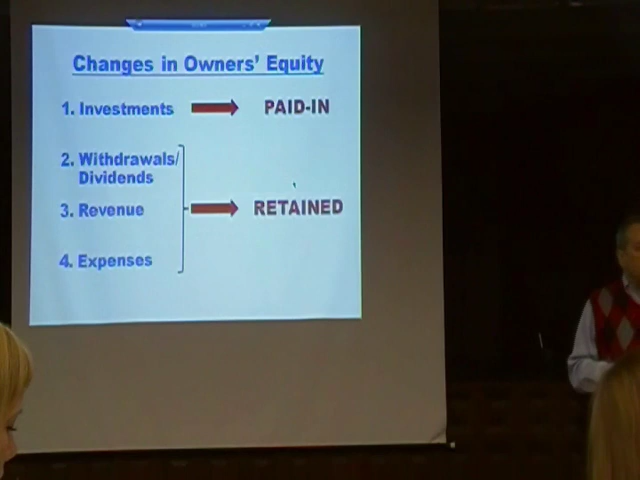 Changes in Owners' Equity
1. Investments PAID-IN
2. Withdrawals/
Dividends
3. Revenue RETAINED
4. Expenses